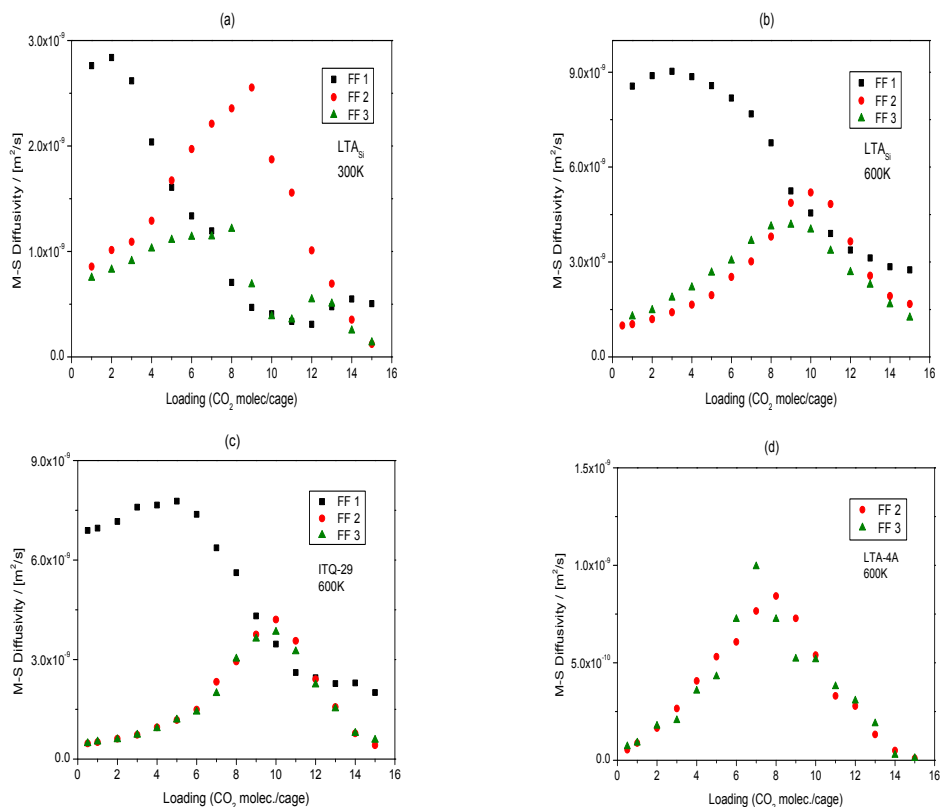 (a)
3.0x10⁻⁹
2.0x10⁻⁹
1.0x10⁻⁹
0.0
M-S Diffusivity / [m²/s]
FF 1
FF 2
FF 3
LTA_Si
300K
0 2 4 6 8 10 12 14 16
Loading (CO₂ molec/cage)
(b)
9.0x10⁻⁹
6.0x10⁻⁹
3.0x10⁻⁹
0.0
M-S Diffusivity / [m²/s]
FF 1
FF 2
FF 3
LTA_Si
600K
0 2 4 6 8 10 12 14 16
Loading (CO₂ molec/cage)
(c)
9.0x10⁻⁹
6.0x10⁻⁹
3.0x10⁻⁹
0.0
M-S Diffusivity / [m²/s]
FF 1
FF 2
FF 3
ITQ-29
600K
0 2 4 6 8 10 12 14 16
Loading (CO₂ molec./cage)
(d)
1.5x10⁻⁹
1.0x10⁻⁹
5.0x10⁻¹⁰
0.0
M-S Diffusivity / [m²/s]
FF 2
FF 3
LTA-4A
600K
0 2 4 6 8 10 12 14 16
Loading (CO₂ molec./cage)